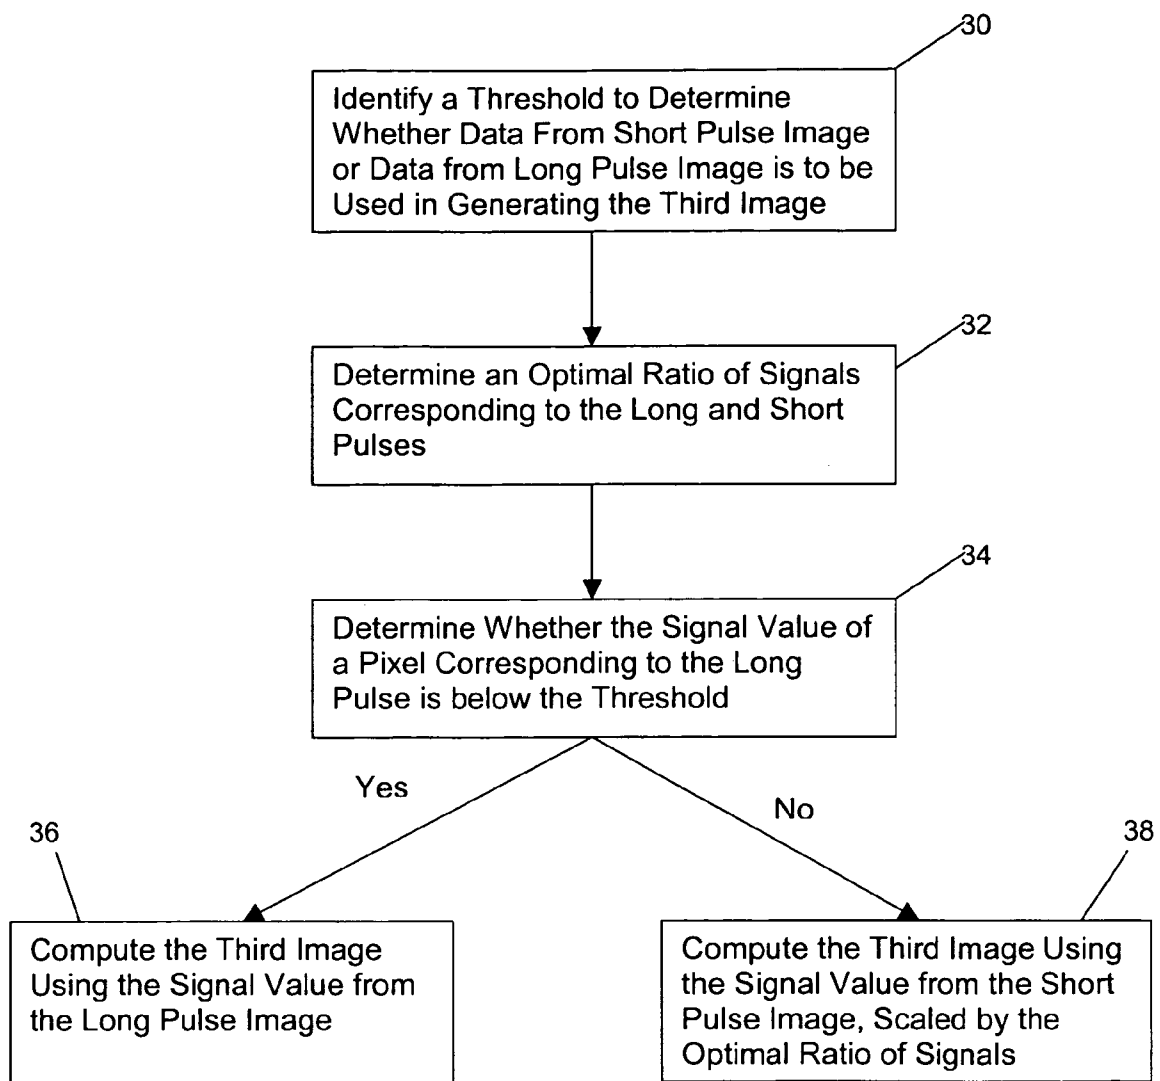 30
Identify a Threshold to Determine
Whether Data From Short Pulse Image
or Data from Long Pulse Image is to be
Used in Generating the Third Image
32
Determine an Optimal Ratio of Signals
Corresponding to the Long and Short
Pulses
34
Determine Whether the Signal Value of
a Pixel Corresponding to the Long
Pulse is below the Threshold
Yes
No
36
38
Compute the Third Image
Using the Signal Value from
the Long Pulse Image
Compute the Third Image Using
the Signal Value from the Short
Pulse Image, Scaled by the
Optimal Ratio of Signals